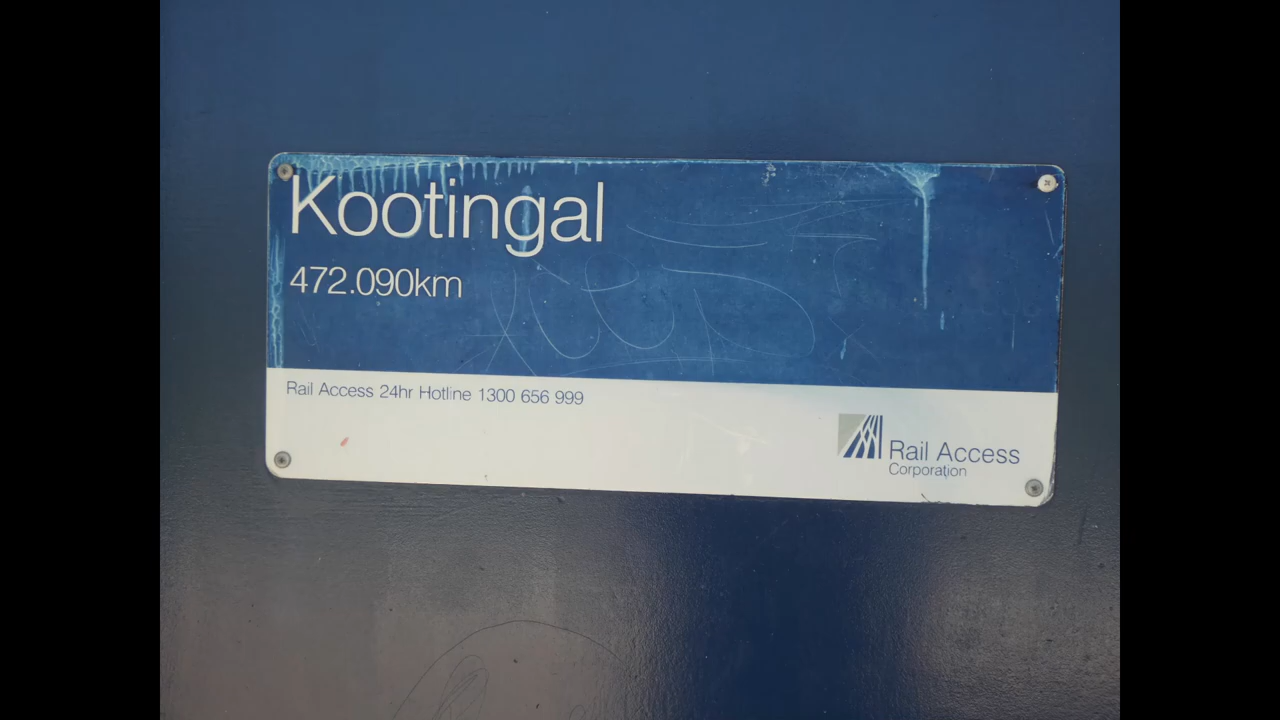 Kootingal
472.090km
Rail Access 24hr Hotline 1300 656 999
Rail Access
Corporation